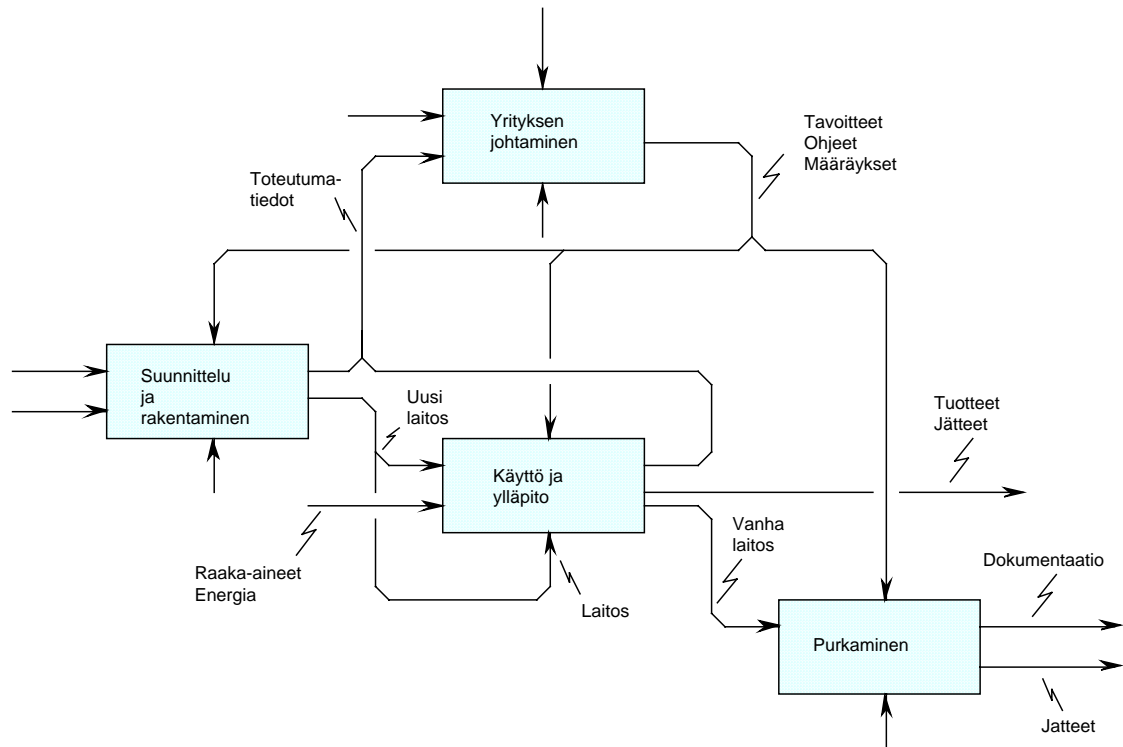 Yrityksen
johtaminen
Tavoitteet
Ohjeet
Määräykset
Toteutuma-
tiedot
Suunnittelu
ja
rakentaminen
Uusi
laitos
Tuotteet
Jätteet
Käyttö ja
ylläpito
Vanha
laitos
Raaka-aineet
Energia
Laitos
Dokumentaatio
Purkaminen
Jatteet